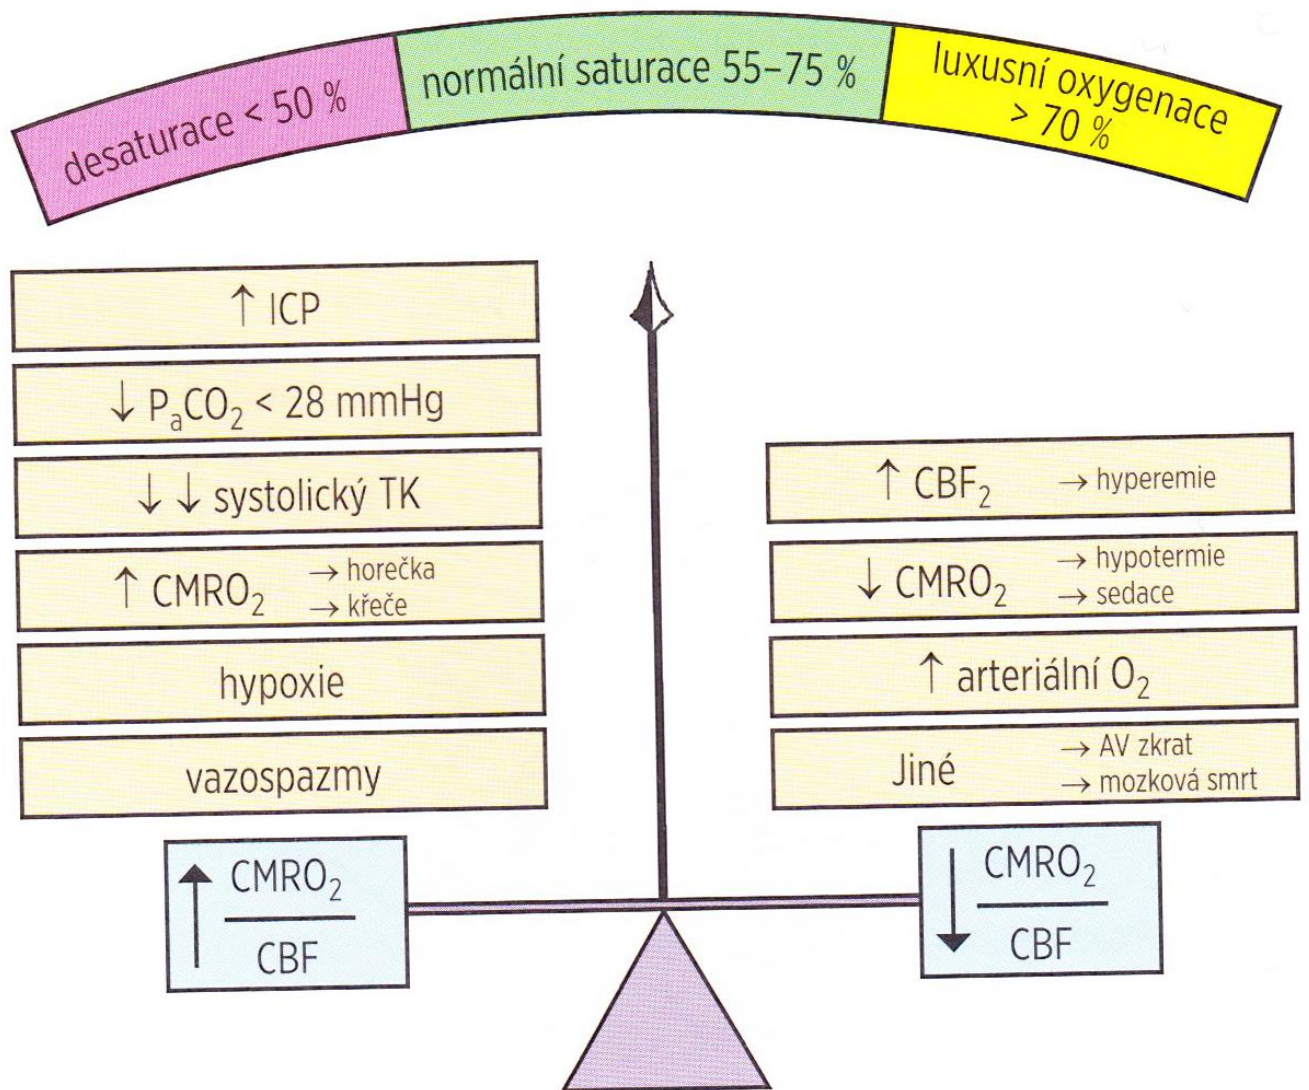 desaturace < 50 %
normální saturace 55–75 %
luxusní oxygenace
> 70 %
↑ ICP
↓ PₐCO₂ < 28 mmHg
↓ ↓ systolický TK
↑ CMRO₂
→ horečka
→ křeče
hypoxie
vazospazmy
↑ CBF₂ → hyperemie
↓ CMRO₂
→ hypotermie
→ sedace
↑ arteriální O₂
Jiné
→ AV zkrat
→ mozková smrt
↑ CMRO₂
CBF
↓ CMRO₂
CBF